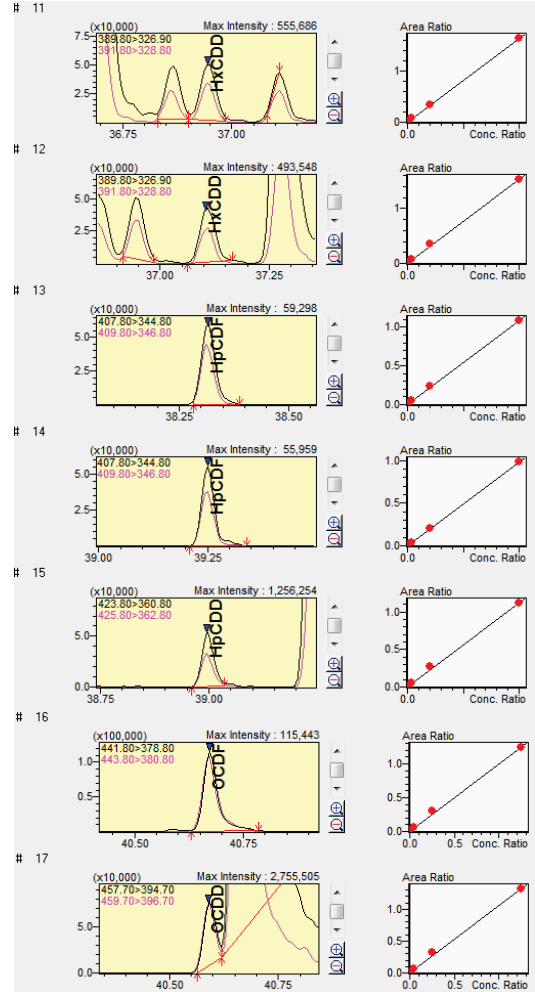 # 11
(x10,000) Max Intensity : 555,686
389.80>326.90
391.80>328.80
HxCDD
7.5
5.0
2.5
36.75 37.00
Area Ratio
1
0.0 Conc. Ratio
# 12
(x10,000) Max Intensity : 493,548
389.80>326.90
391.80>328.80
HxCDD
5.0
2.5
37.00 37.25
Area Ratio
1
0.0 Conc. Ratio
# 13
(x10,000) Max Intensity : 59,298
407.80>344.80
409.80>346.80
HpCDF
5.0
2.5
38.25 38.50
Area Ratio
1.0
0.0
Conc. Ratio
# 14
(x10,000) Max Intensity : 55,959
407.80>344.80
409.80>346.80
HpCDF
5.0
2.5
39.00 39.25
Area Ratio
1.0
0.0
Conc. Ratio
# 15
(x10,000) Max Intensity : 1,256,254
423.80>360.80
425.80>362.80
HpCDD
5.0
0.0
38.75 39.00
Area Ratio
1.0
0.0
Conc. Ratio
# 16
(x100,000) Max Intensity : 115,443
441.80>378.80
443.80>380.80
OCDF
1.0
0.5
40.50 40.75
Area Ratio
1.0
0.0
0.0 0.5 Conc. Ratio
# 17
(x10,000) Max Intensity : 2,755,505
457.70>394.70
459.70>396.70
OCDD
5.0
0.0
40.50 40.75
Area Ratio
1.0
0.0
0.0 0.5 Conc. Ratio